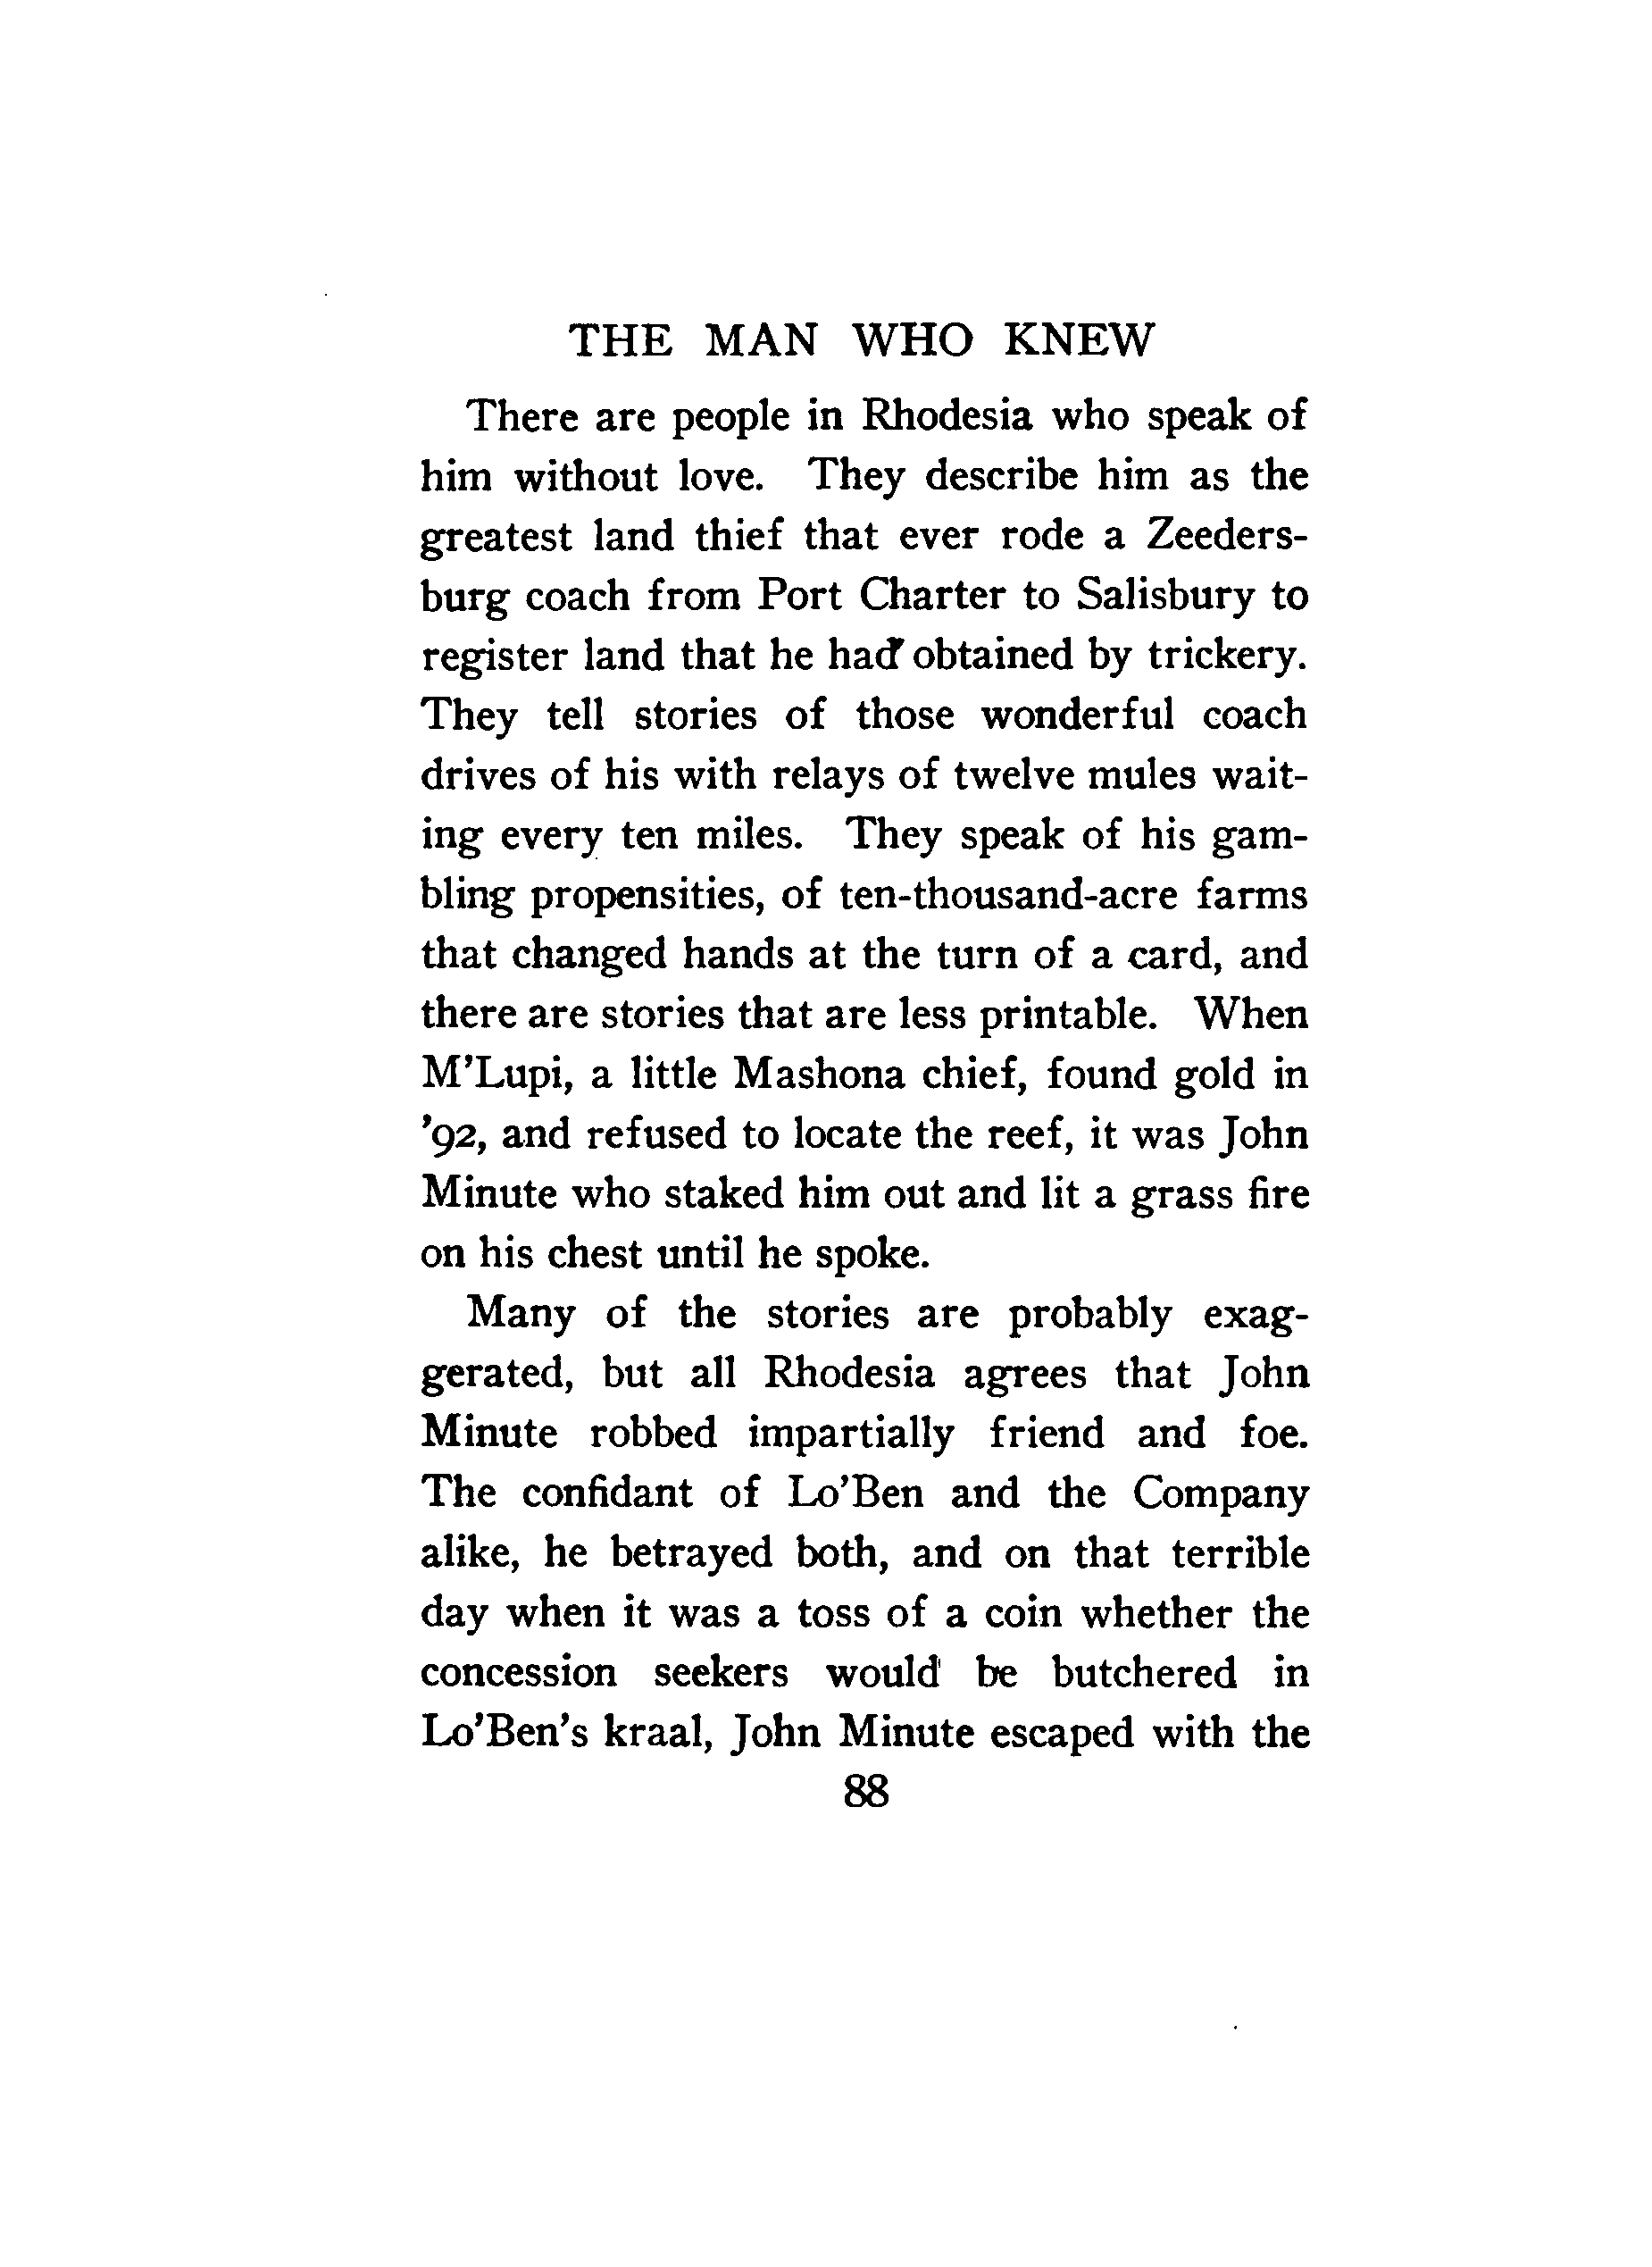 THE MAN WHO KNEW
There are people in Rhodesia who speak of
him without love. They describe him as the
greatest land thief that ever rode a Zeeders-
burg coach from Port Charter to Salisbury to
register land that he had obtained by trickery.
They tell stories of those wonderful coach
drives of his with relays of twelve mules wait-
ing every ten miles. They speak of his gam-
bling propensities, of ten-thousand-acre farms
that changed hands at the turn of a card, and
there are stories that are less printable. When
M'Lupi, a little Mashona chief, found gold in
'92, and refused to locate the reef, it was John
Minute who staked him out and lit a grass fire
on his chest until he spoke.
Many of the stories are probably exag-
gerated, but all Rhodesia agrees that John
Minute robbed impartially friend and foe.
The confidant of Lo'Ben and the Company
alike, he betrayed both, and on that terrible
day when it was a toss of a coin whether the
concession seekers would be butchered in
Lo'Ben's kraal, John Minute escaped with the
88